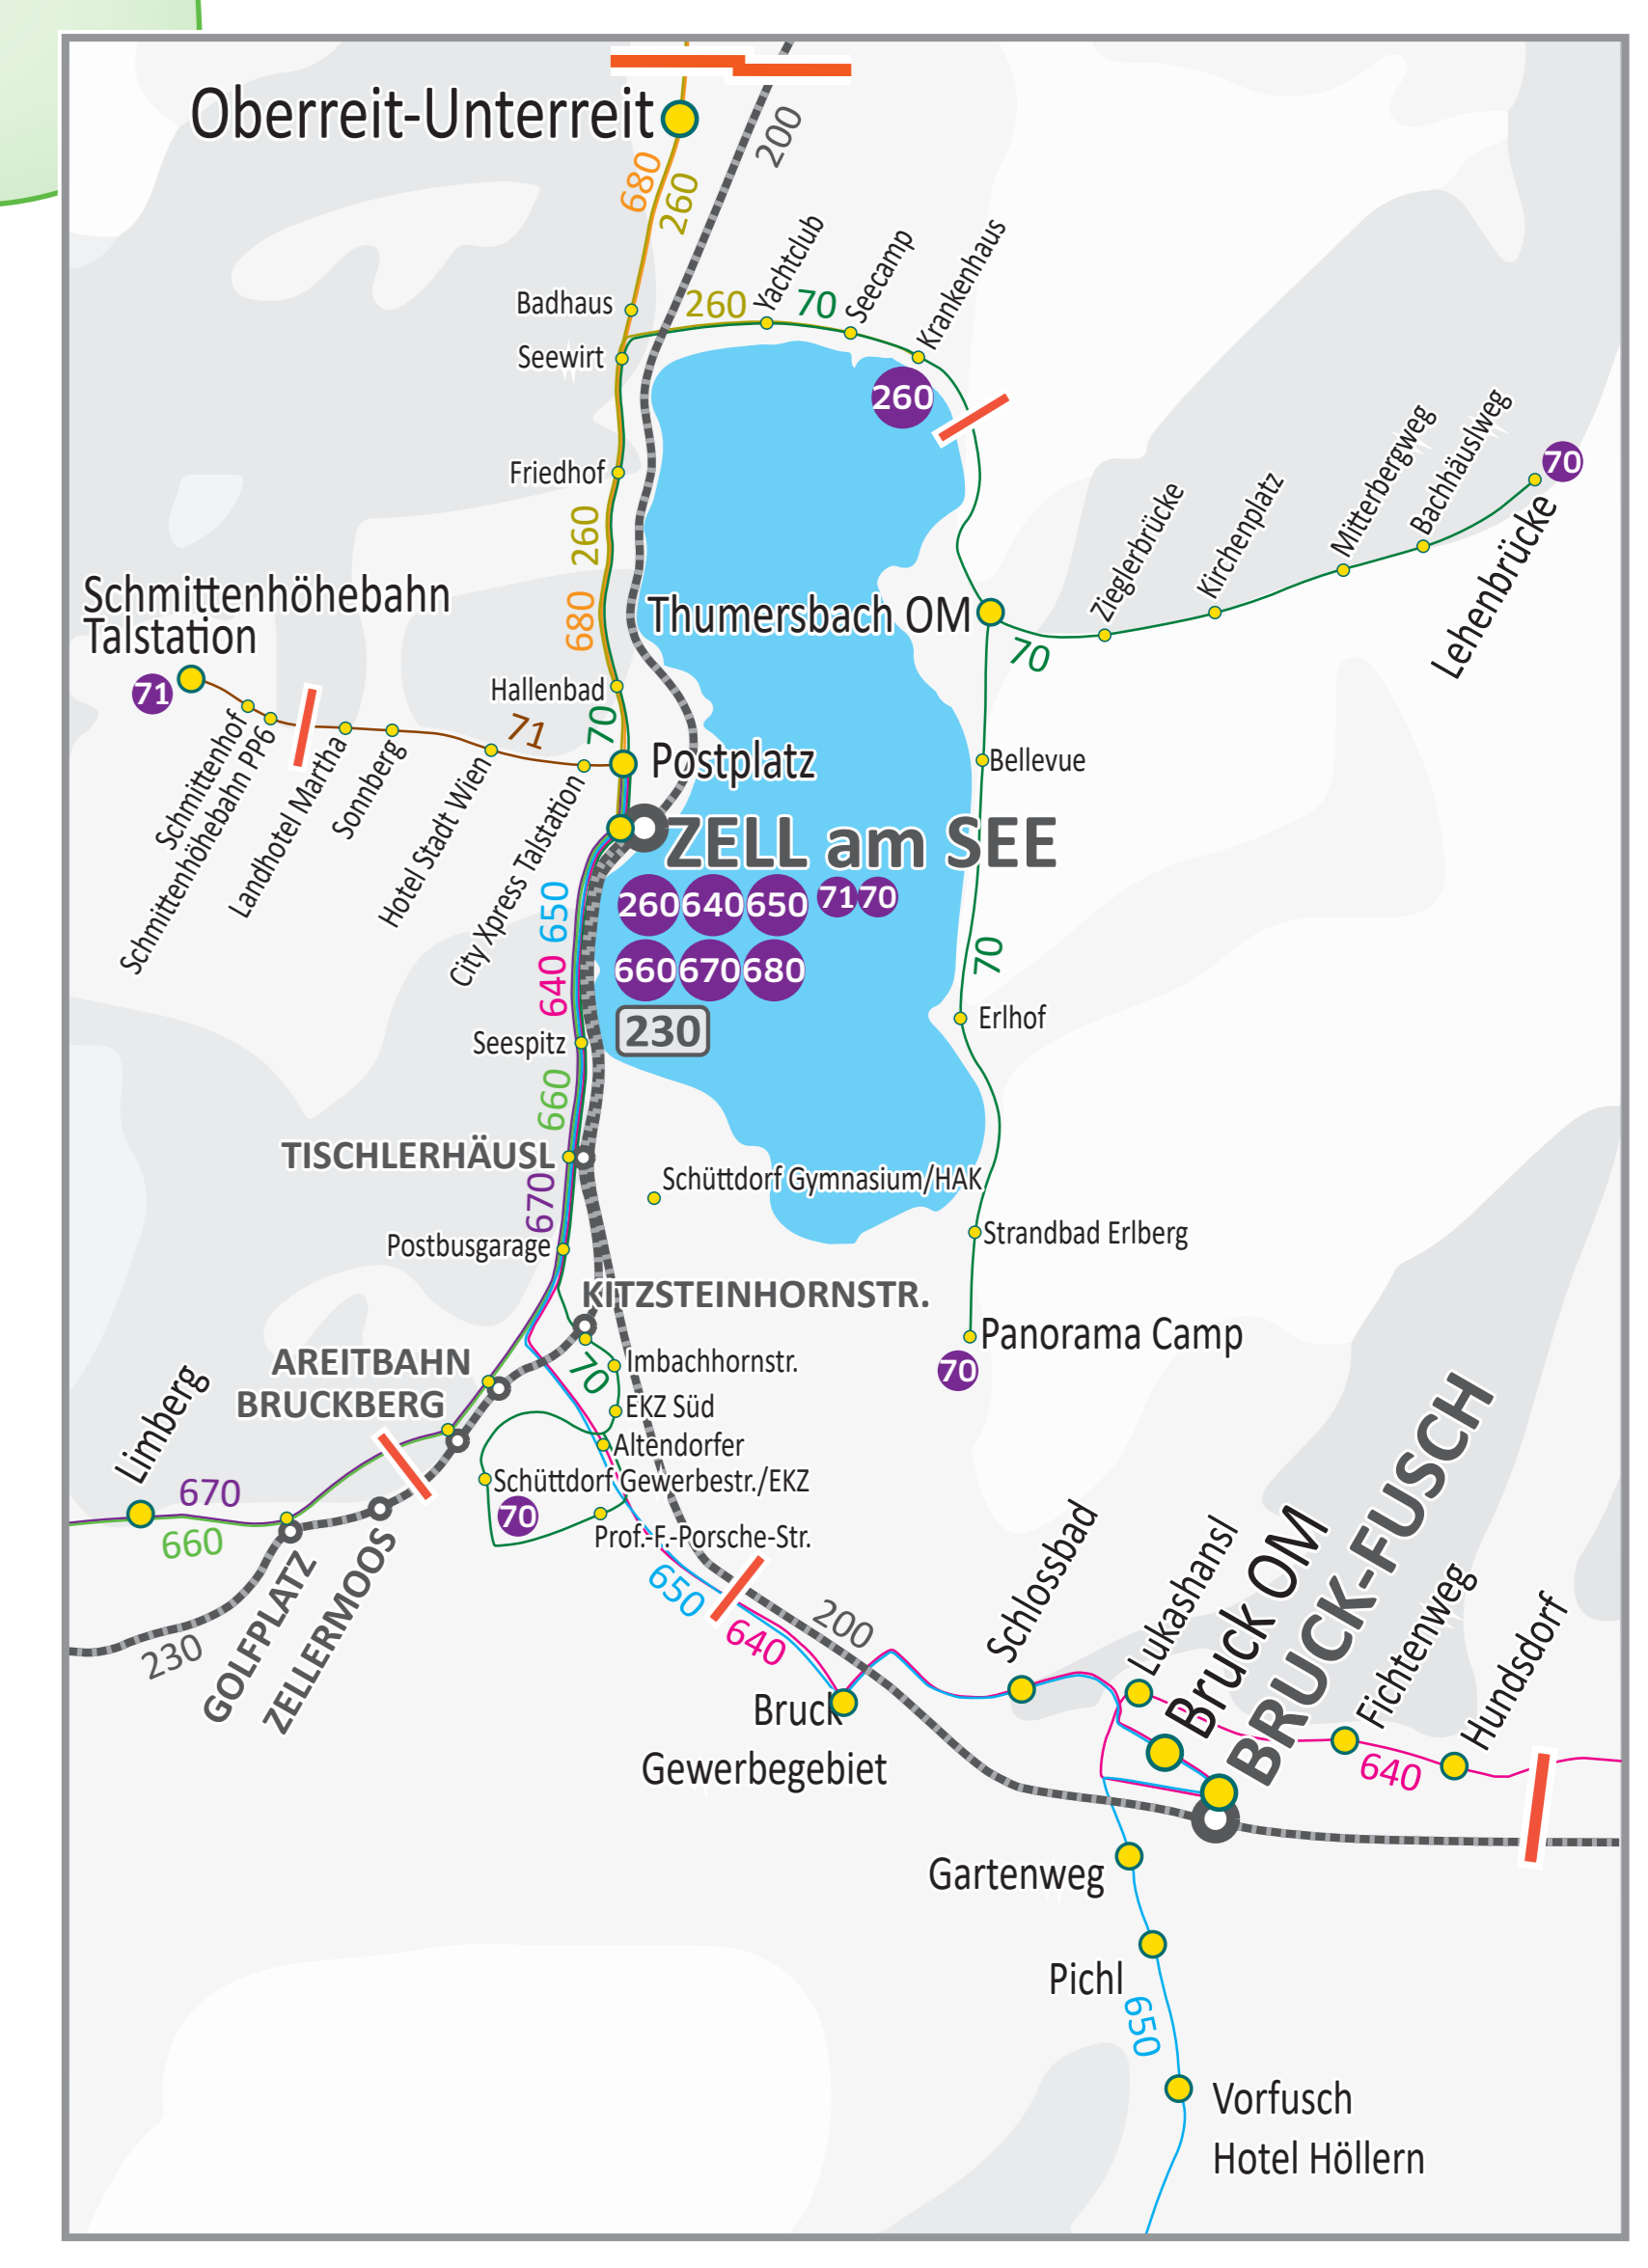 200
Oberreit-Unterreit
680
260
Yachtclub
Seecamp
Krankenhaus
Badhaus
260
70
Seewirt
260
Friedhof
Mitterbergweg
Bachhäuslweg
70
Zieglerbrücke
Kirchenplatz
Lehenbrücke
260
Schmittenhöhebahn
Talstation
680
Thumersbach OM
70
71
Hallenbad
71
70
Postplatz
Bellevue
Schmittenhof
Schmittenhöhebahn PP6
Landhotel Martha
Sonnberg
Hotel Stadt Wien
City Xpress Talstation
ZELL am SEE
260
640
650
71
70
650
640
660
670
680
70
230
Erlhof
Seespitz
660
TISCHLERHÄUSL
670
Schüttdorf Gymnasium/HAK
Postbusgarage
Strandbad Erlberg
KITZSTEINHORNSTR.
Panorama Camp
70
AREITBAHN
BRUCKBERG
70
Imbachhornstr.
EKZ Süd
Altendorfer
Limberg
670
660
Schüttdorf Gewerbestr./EKZ
70
Prof.-F.-Porsche-Str.
GOLFPLATZ
ZELLERMOOS
230
650
640
200
Schlossbad
Lukashansl
Bruck OM
BRUCK-FUSCH
Fichtenweg
Hundsdorf
Bruck
Gewerbegebiet
640
Gartenweg
Pichl
650
Vorfusch
Hotel Höllern